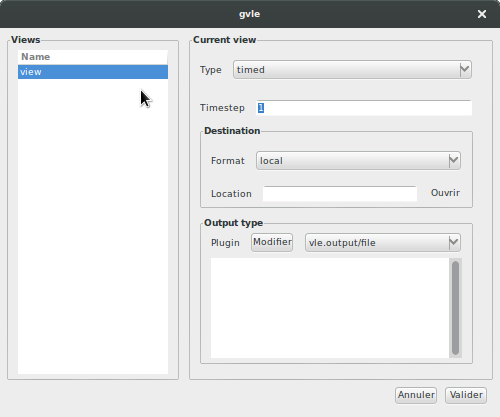 gvle
Views
Name
view
Current view
Type timed
Timestep 1
Destination
Format local
Location Ouvrir
Output type
Plugin Modifier vle.output/file
Annuler Valider